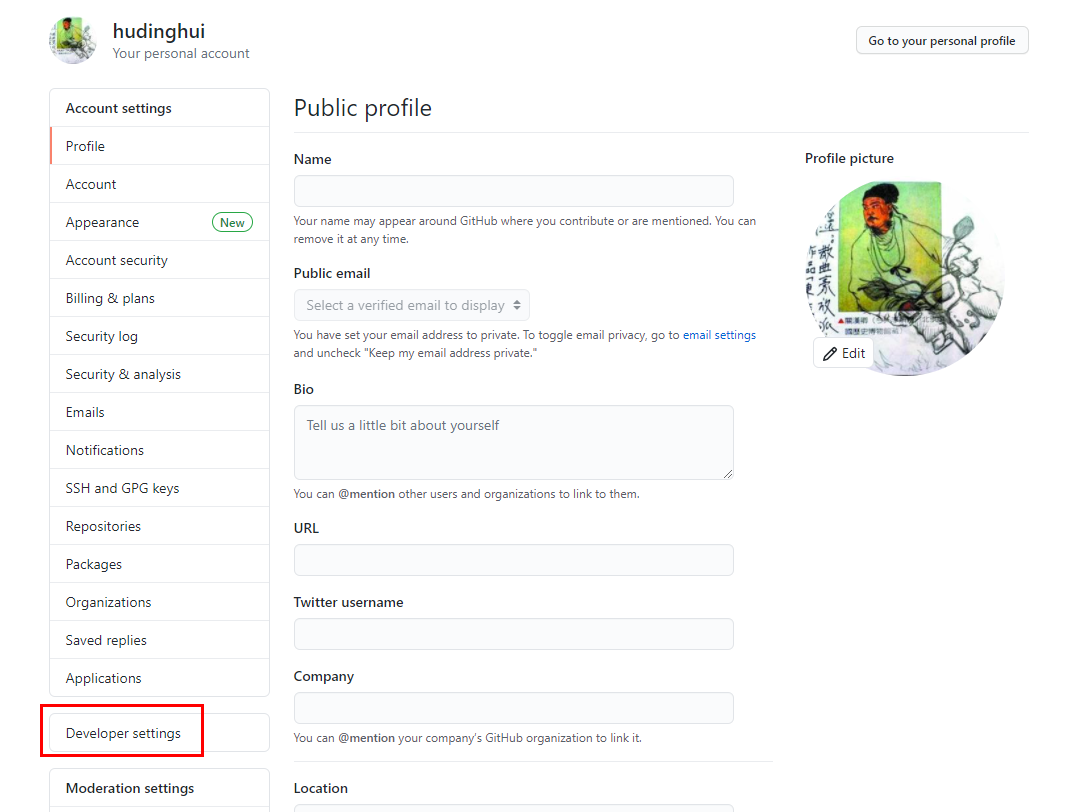 hudinghui
Your personal account
Go to your personal profile
Account settings
Profile
Account
Appearance New
Account security
Billing & plans
Security log
Security & analysis
Emails
Notifications
SSH and GPG keys
Repositories
Packages
Organizations
Saved replies
Applications
Developer settings
Moderation settings
Public profile
Name
Your name may appear around GitHub where you contribute or are mentioned. You can
remove it at any time.
Public email
Select a verified email to display
You have set your email address to private. To toggle email privacy, go to email settings
and uncheck "Keep my email address private."
Bio
Tell us a little bit about yourself
You can @mention other users and organizations to link to them.
URL
Twitter username
Company
You can @mention your company's GitHub organization to link it.
Location
Profile picture
Edit